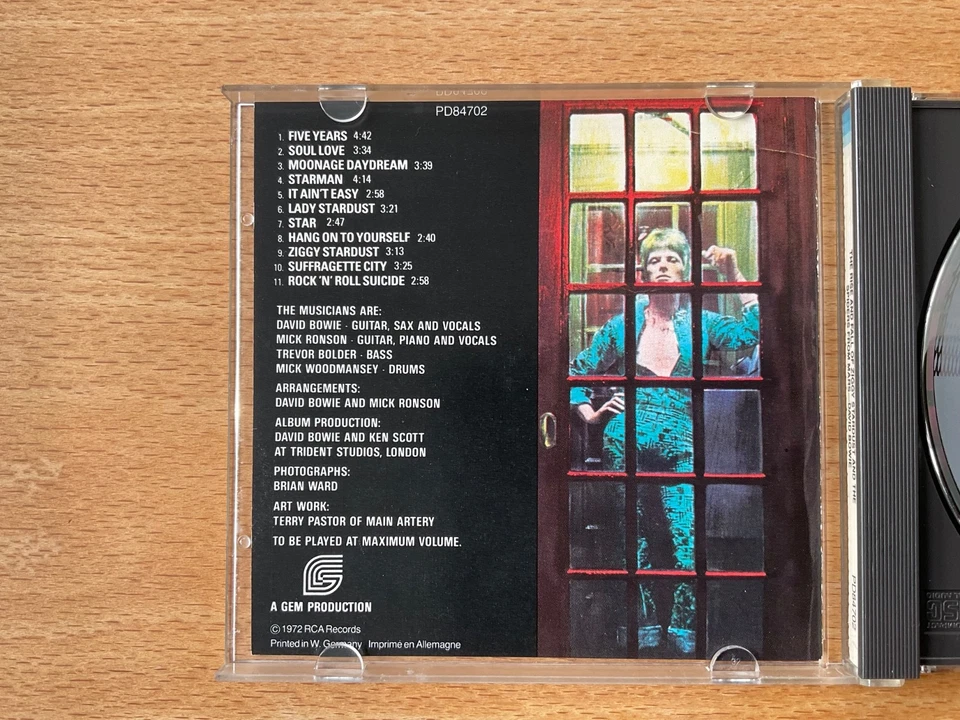 PD84702
1. FIVE YEARS 4:42
2. SOUL LOVE 3:34
3. MOONAGE DAYDREAM 3:39
4. STARMAN 4:14
5. IT AIN'T EASY 2:58
6. LADY STARDUST 3:21
7. STAR 2:47
8. HANG ON TO YOURSELF 2:40
9. ZIGGY STARDUST 3:13
10. SUFFRAGETTE CITY 3:25
11. ROCK 'N' ROLL SUICIDE 2:58
THE MUSICIANS ARE:
DAVID BOWIE · GUITAR, SAX AND VOCALS
MICK RONSON · GUITAR, PIANO AND VOCALS
TREVOR BOLDER · BASS
MICK WOODMANSEY · DRUMS
ARRANGEMENTS:
DAVID BOWIE AND MICK RONSON
ALBUM PRODUCTION:
DAVID BOWIE AND KEN SCOTT
AT TRIDENT STUDIOS, LONDON
PHOTOGRAPHS:
BRIAN WARD
ART WORK:
TERRY PASTOR OF MAIN ARTERY
TO BE PLAYED AT MAXIMUM VOLUME.
A GEM PRODUCTION
© 1972 RCA Records
Printed in W. Germany Imprimé en Allemagne
PD84702